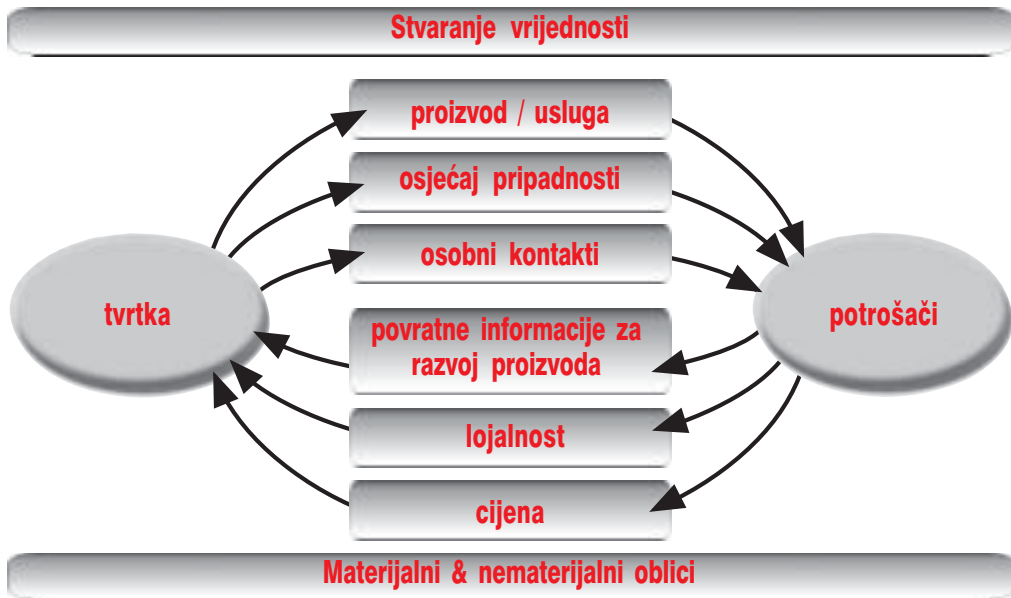 Stvaranje vrijednosti
proizvod / usluga
osjećaj pripadnosti
osobni kontakti
tvrtka
potrošači
povratne informacije za
razvoj proizvoda
lojalnost
cijena
Materijalni & nematerijalni oblici